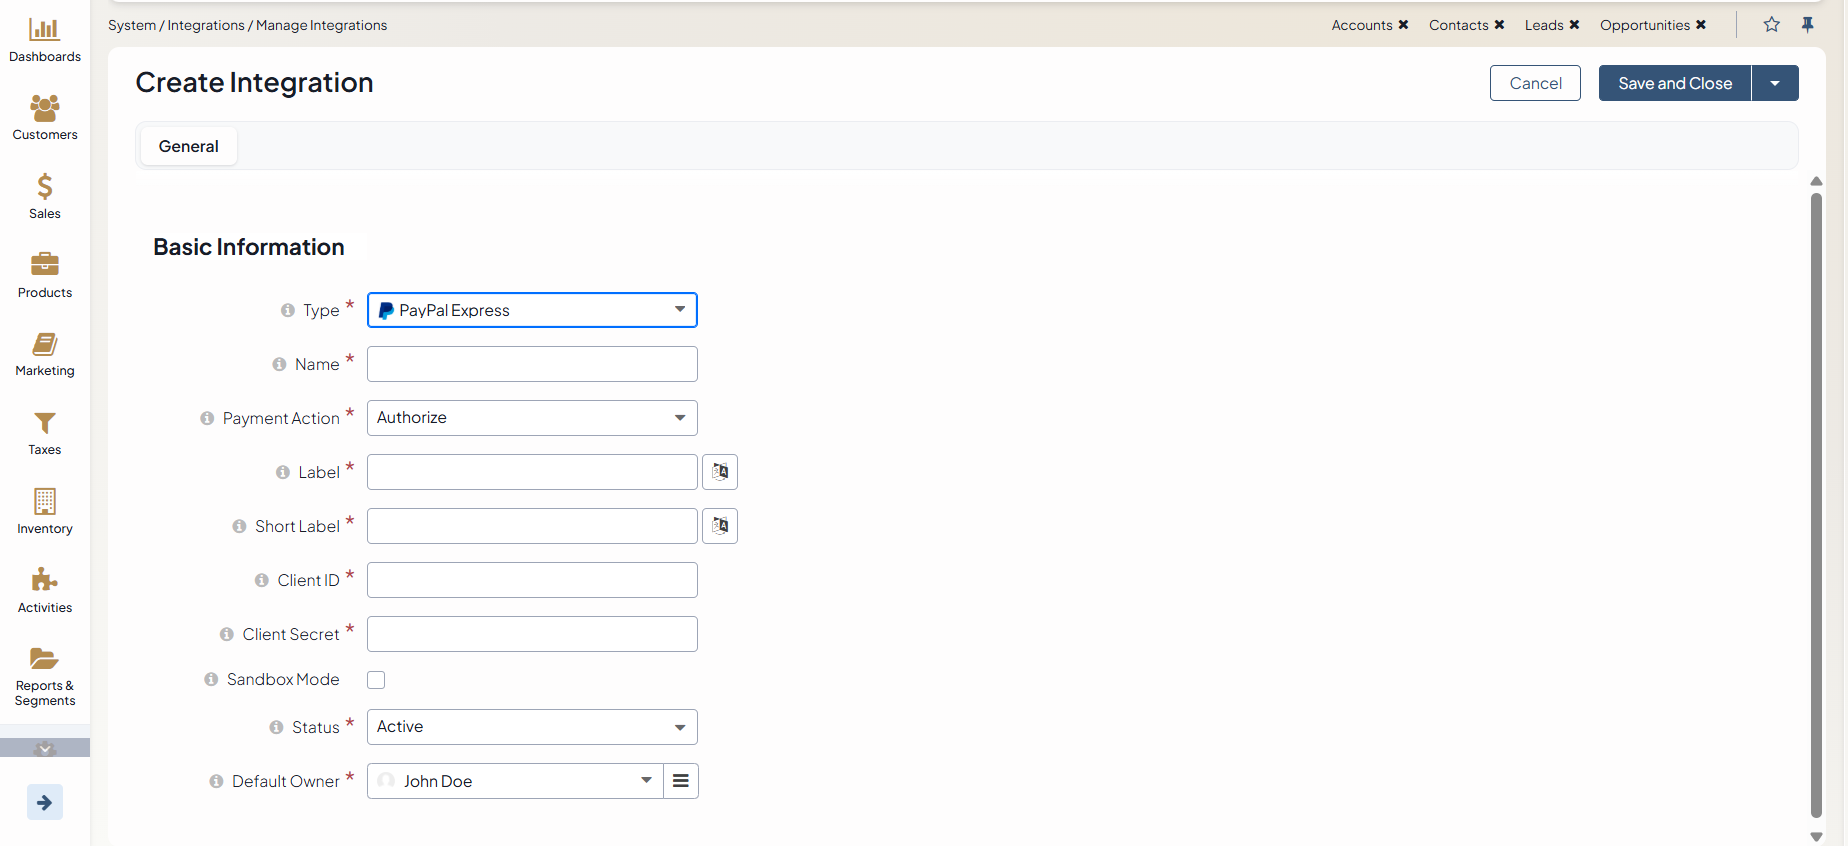 System / Integrations / Manage Integrations
Accounts ✖ Contacts ✖ Leads ✖ Opportunities ✖
Dashboards
Customers
Sales
Products
Marketing
Taxes
Inventory
Activities
Reports &
Segments
Create Integration
Cancel
Save and Close
General
Basic Information
Type *
PayPal Express
Name *
Payment Action *
Authorize
Label *
Short Label *
Client ID *
Client Secret *
Sandbox Mode
Status *
Active
Default Owner *
John Doe